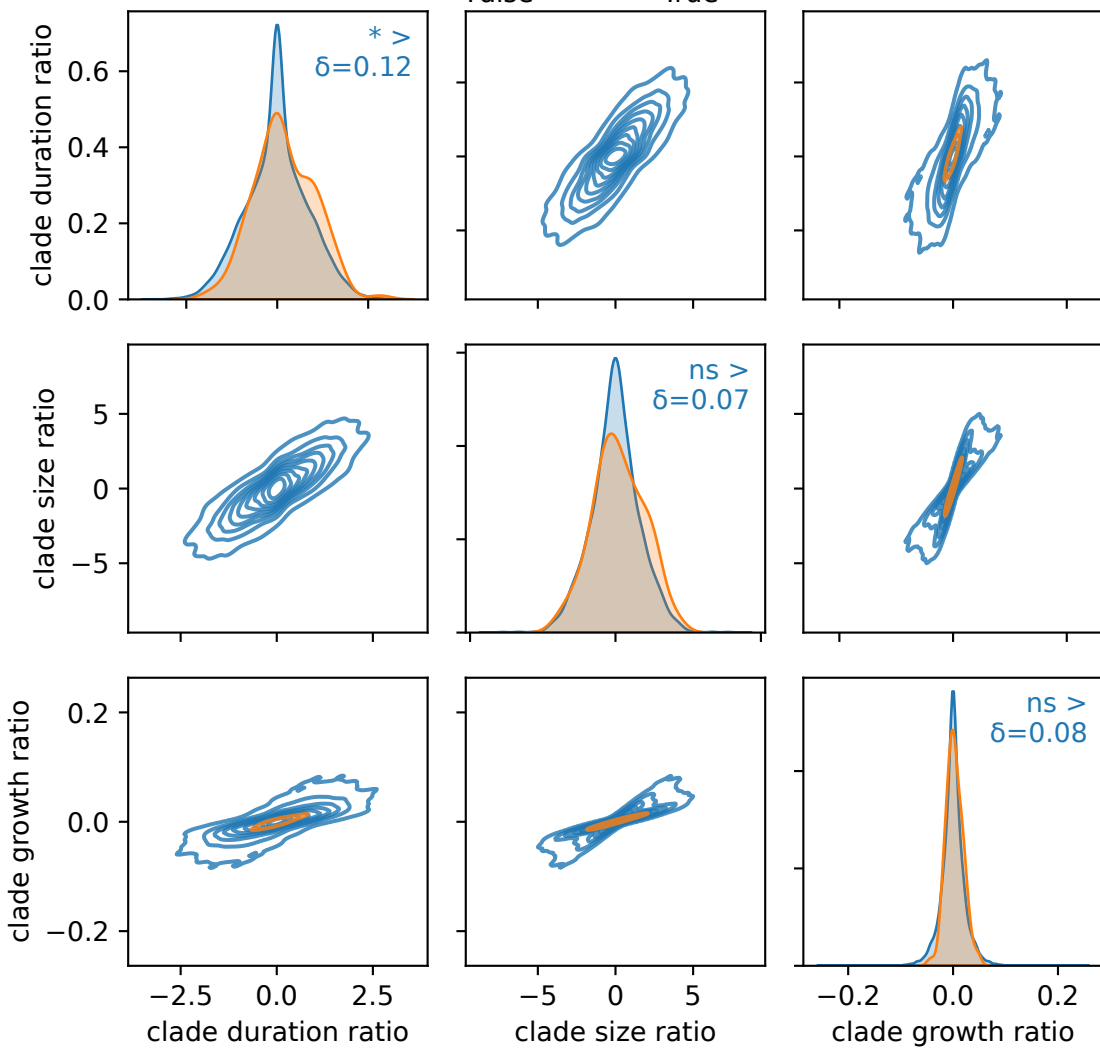 clade duration ratio
0.6
0.4
0.2
0.0
* >
δ=0.12
clade size ratio
5
0
−5
ns >
δ=0.07
clade growth ratio
0.2
0.0
−0.2
ns >
δ=0.08
−2.5 0.0 2.5
−5 0 5
−0.2 0.0 0.2
clade duration ratio
clade size ratio
clade growth ratio